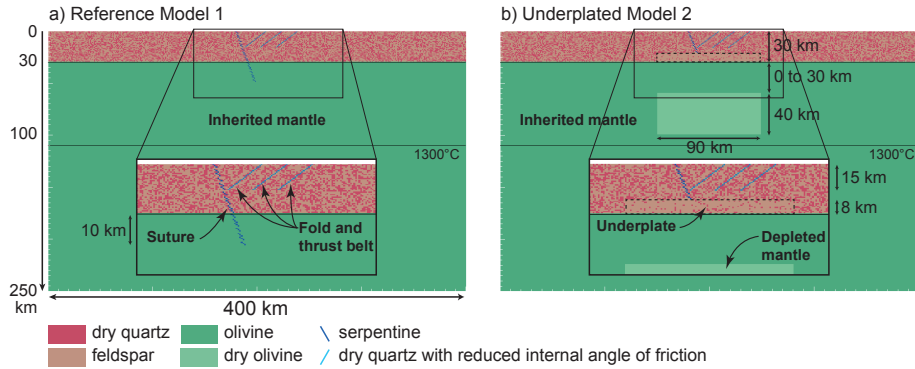 a) Reference Model 1
b) Underplated Model 2
0
30
100
250
km
Inherited mantle
1300°C
10 km
Suture
Fold and
thrust belt
400 km
30 km
0 to 30 km
Inherited mantle
40 km
90 km
1300°C
15 km
8 km
Underplate
Depleted
mantle
dry quartz
olivine
serpentine
feldspar
dry olivine
dry quartz with reduced internal angle of friction